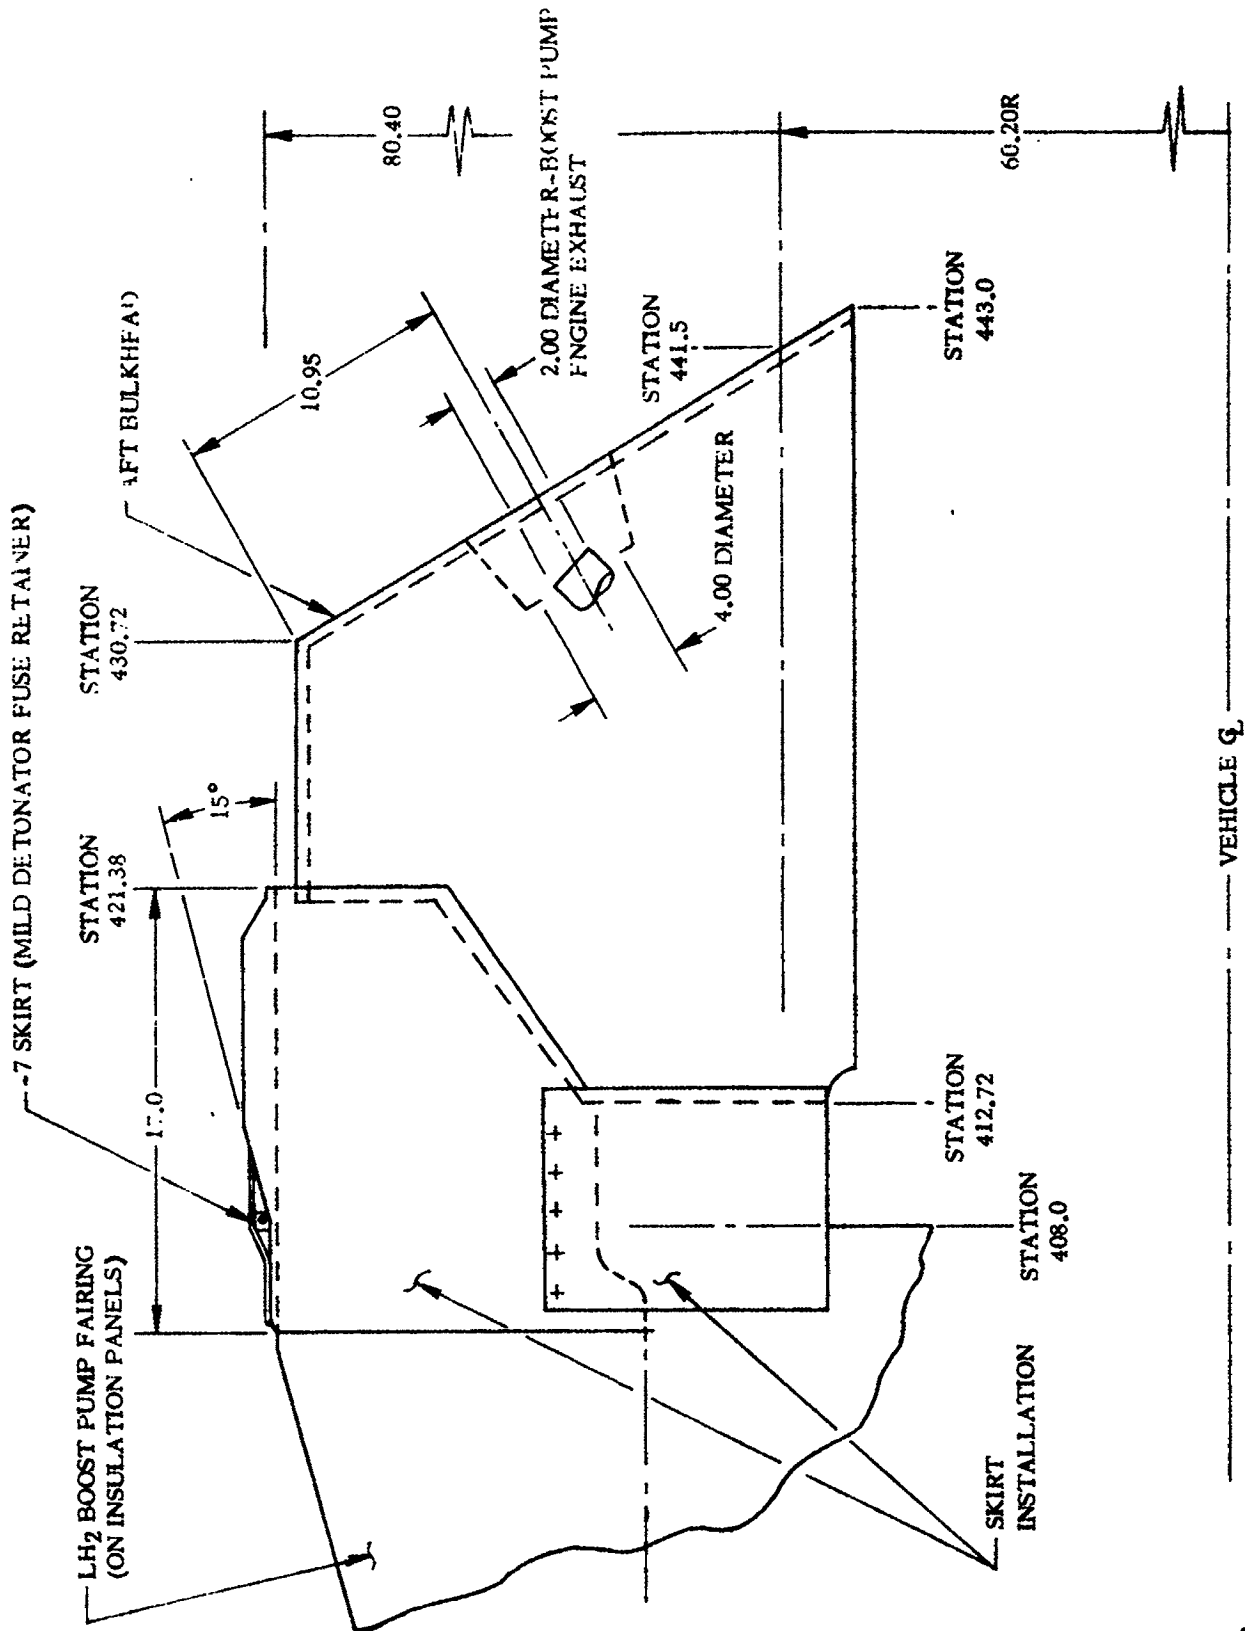 -7 SKIRT (MILD DETONATOR FUSE RETAINER)
LH2 BOOST PUMP FAIRING
(ON INSULATION PANELS)
17.0
STATION
421.38
15°
STATION
430.72
AFT BULKHEAD
10.95
80.40
2.00 DIAMETER-BOOST PUMP
ENGINE EXHAUST
STATION
441.5
4.00 DIAMETER
60.20R
STATION
443.0
STATION
412.72
STATION
408.0
SKIRT
INSTALLATION
VEHICLE ℄